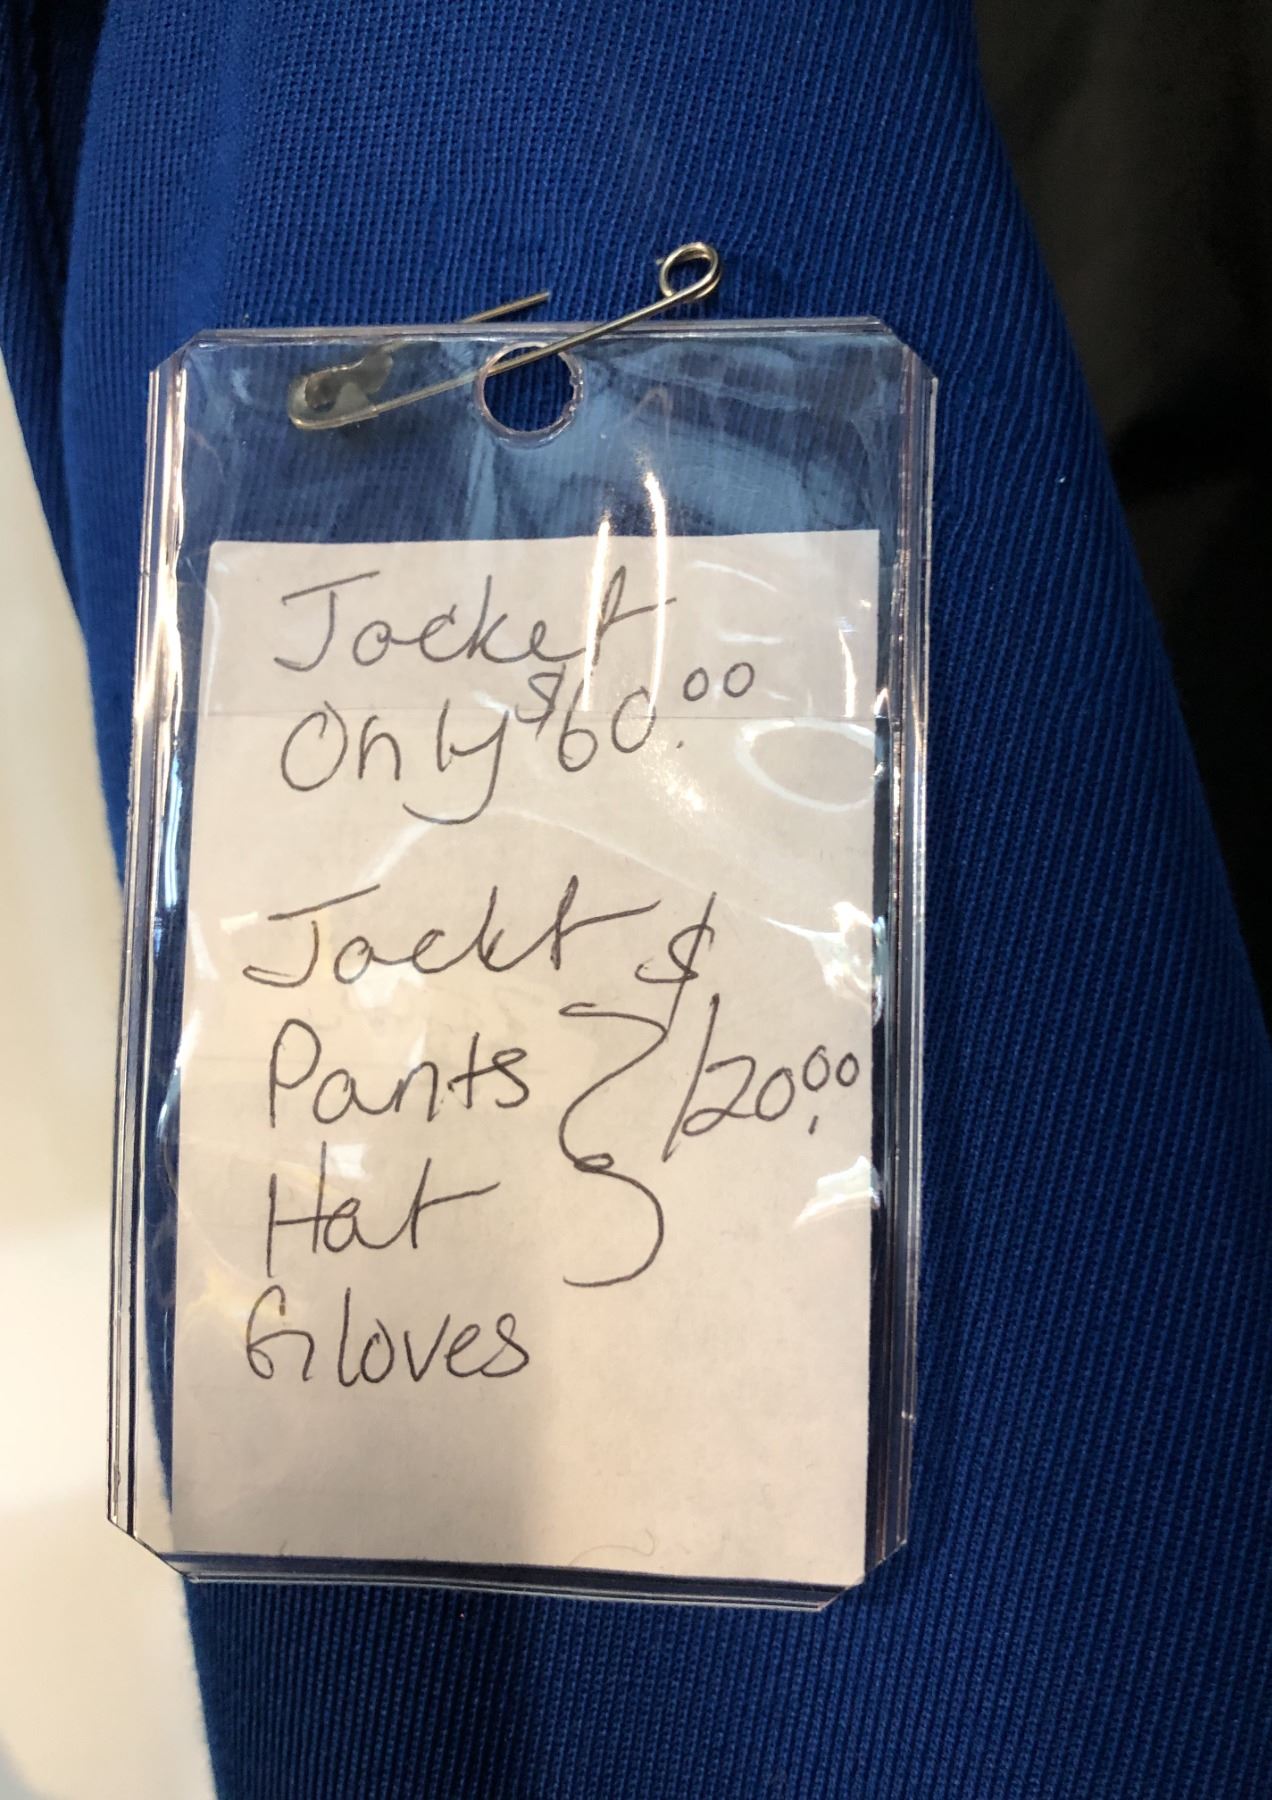 Jacket
Only $60.00
Jackt $
Pants
120.00
Hat
Gloves